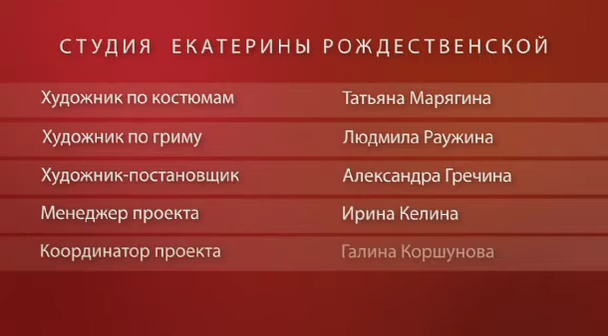 СТУДИЯ ЕКАТЕРИНЫ РОЖДЕСТВЕНСКОЙ
Художник по костюмам Татьяна Марягина
Художник по гриму Людмила Раужина
Художник-постановщик Александра Гречина
Менеджер проекта Ирина Келина
Координатор проекта Галина Коршунова